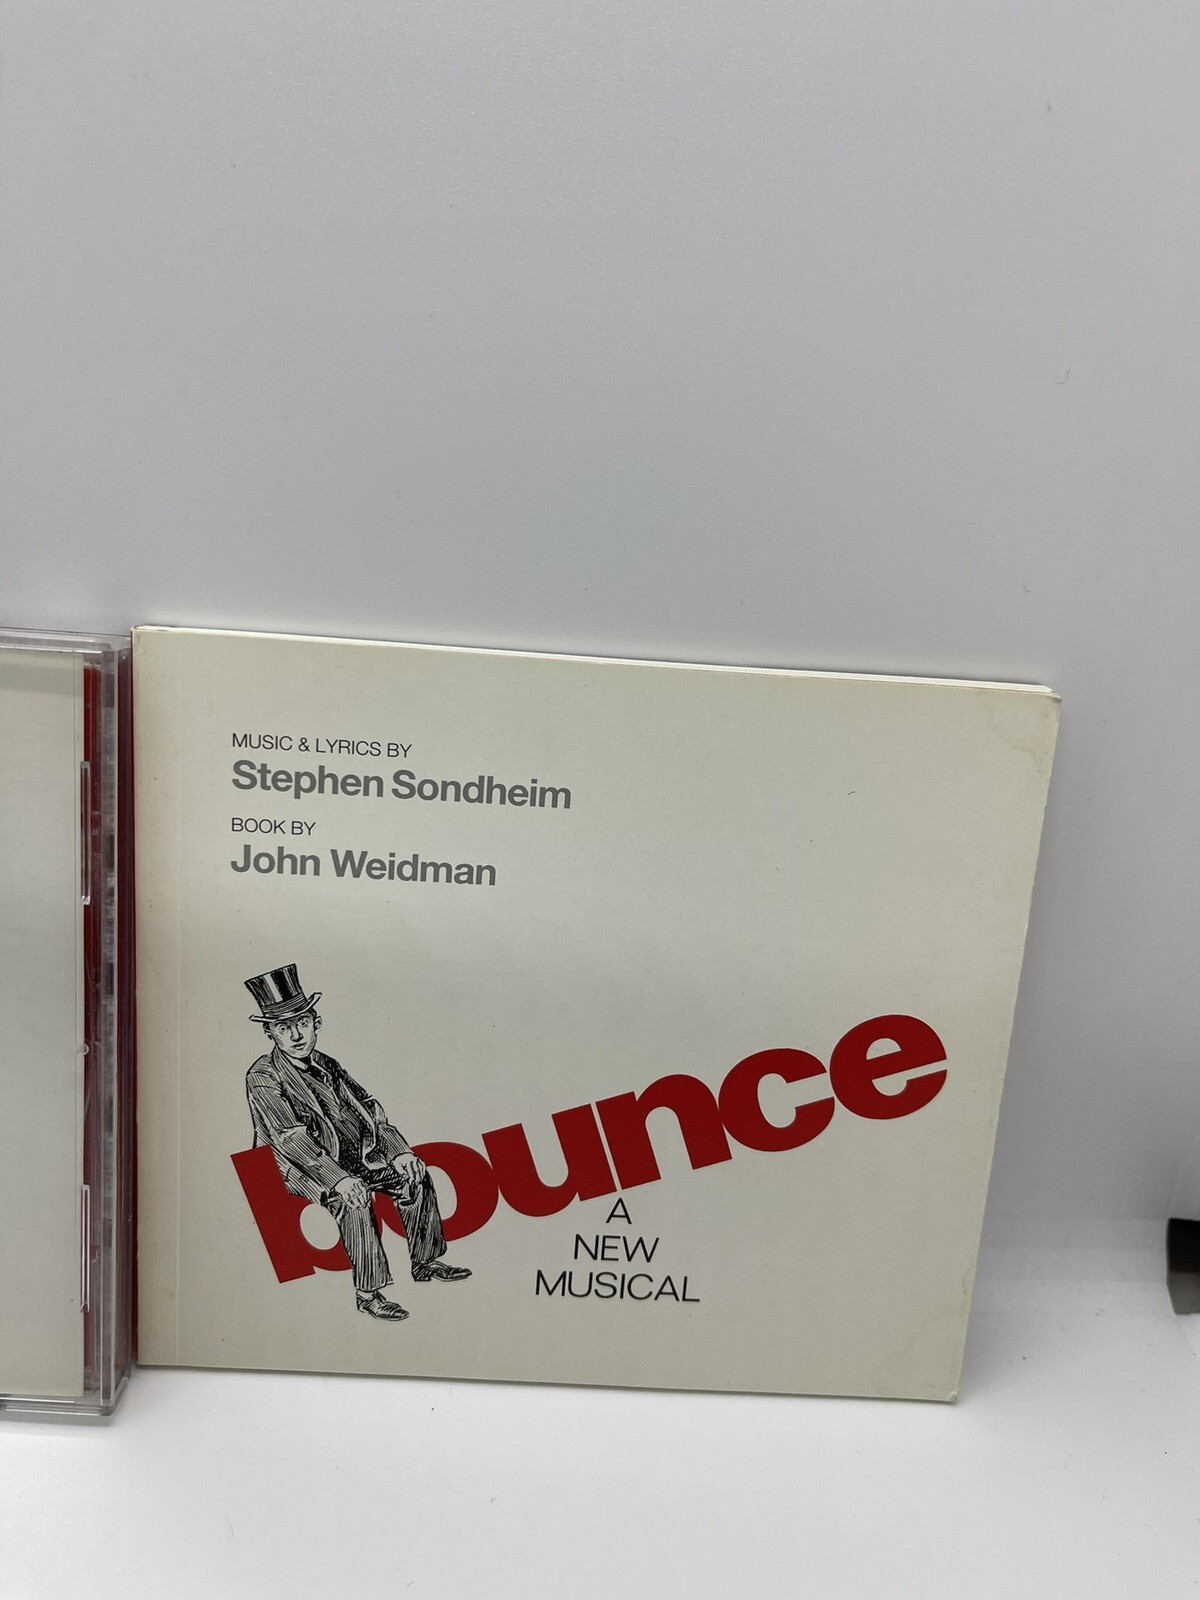 MUSIC & LYRICS BY
Stephen Sondheim
BOOK BY
John Weidman
bounce
A
NEW
MUSICAL